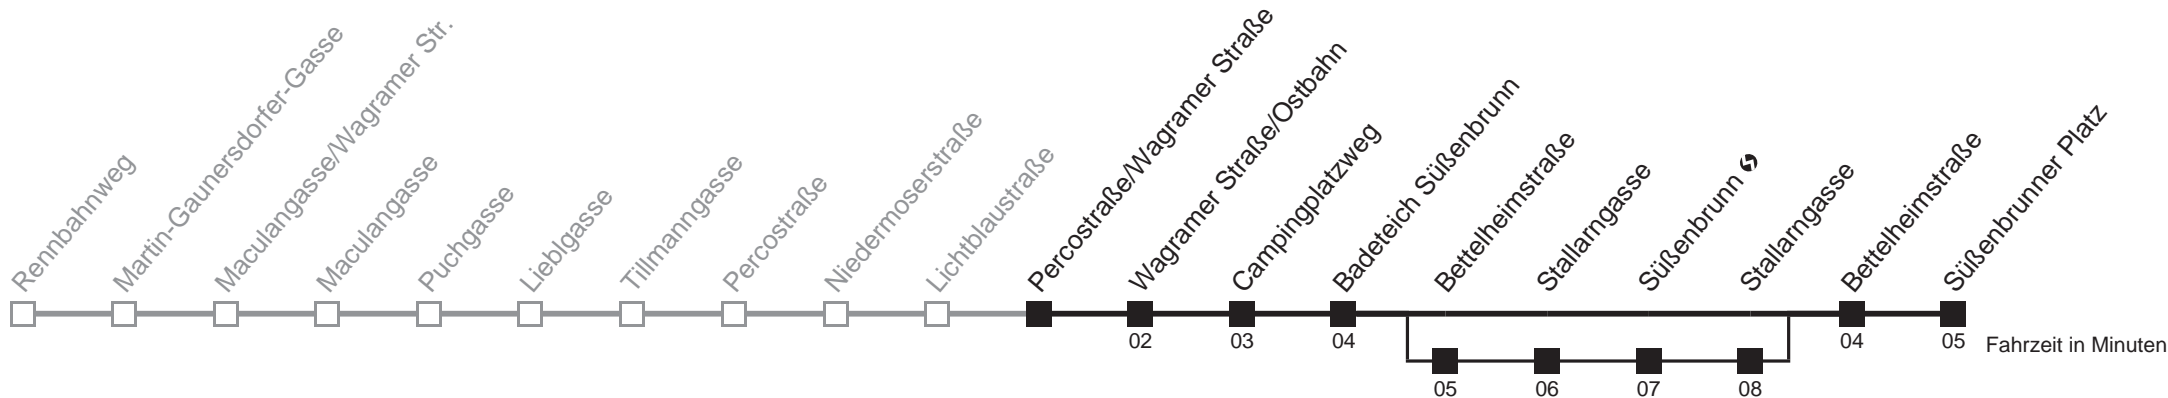 Rennbahnweg
Martin-Gaunersdorfer-Gasse
Maculangasse/Wagramer Str.
Maculangasse
Puchgasse
Lieblgasse
Tillmanngasse
Percostraße
Niedermoserstraße
Lichtblaustraße
Percostraße/Wagramer Straße
Wagramer Straße/Ostbahn
Campingplatzweg
Badeteich Süßenbrunn
Bettelheimstraße
Stallarngasse
Süßenbrunn
Stallarngasse
Bettelheimstraße
Süßenbrunner Platz
02
03
04
04
05
Fahrzeit in Minuten
05
06
07
08